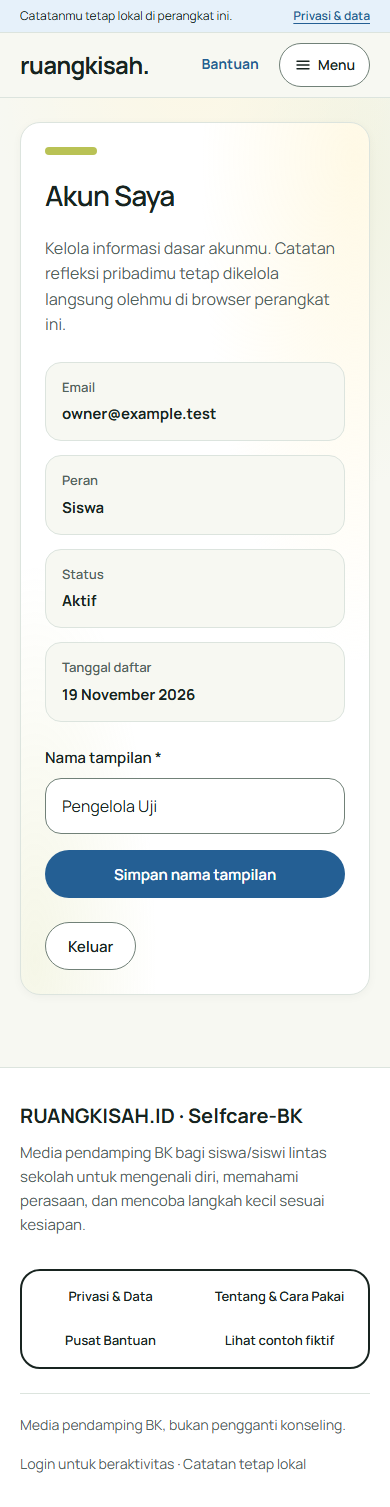 Catatanmu tetap lokal di perangkat ini. Privasi & data
ruangkisah. Bantuan Menu
Akun Saya
Kelola informasi dasar akunmu. Catatan
refleksi pribadimu tetap dikelola
langsung olehmu di browser perangkat
ini.
Email
owner@example.test
Peran
Siswa
Status
Aktif
Tanggal daftar
19 November 2026
Nama tampilan *
Pengelola Uji
Simpan nama tampilan
Keluar
RUANGKISAH.ID · Selfcare-BK
Media pendamping BK bagi siswa/siswi lintas
sekolah untuk mengenali diri, memahami
perasaan, dan mencoba langkah kecil sesuai
kesiapan.
Privasi & Data Tentang & Cara Pakai
Pusat Bantuan Lihat contoh fiktif
Media pendamping BK, bukan pengganti konseling.
Login untuk beraktivitas · Catatan tetap lokal